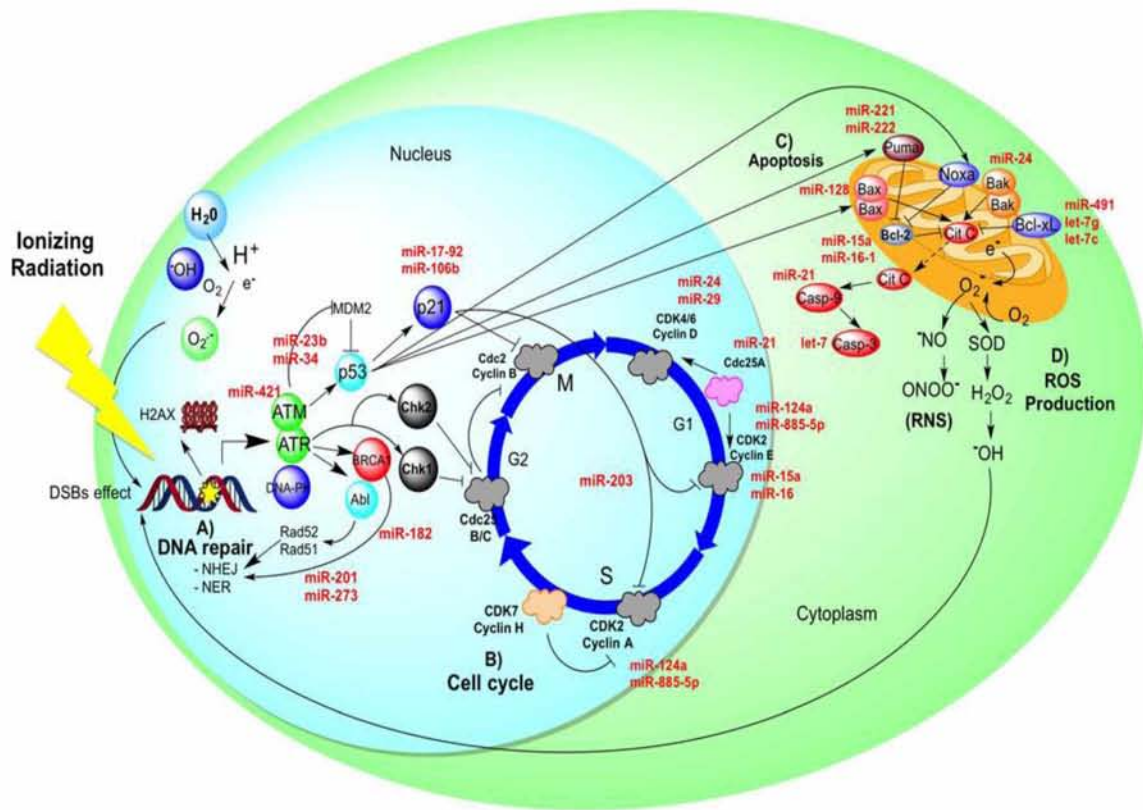 Ionizing
Radiation
Nucleus
H20
H+
-OH
O2
e-
O2·-
H2AX
DSBs effect
A)
DNA repair
- NHEJ
- NER
miR-421
ATM
ATR
DNA-PK
miR-23b
miR-34
MDM2
p53
miR-17-92
miR-106b
p21
Chk2
Chk1
BRCA1
Abl
Rad52
Rad51
miR-182
miR-201
miR-273
Cdc2
Cyclin B
M
G2
Cdc25
B/C
CDK7
Cyclin H
B)
Cell cycle
S
CDK2
Cyclin A
miR-124a
miR-885-5p
miR-203
miR-24
miR-29
CDK4/6
Cyclin D
miR-21
Cdc25A
G1
miR-124a
miR-885-5p
CDK2
Cyclin E
miR-15a
miR-16
C)
Apoptosis
miR-221
miR-222
Puma
Noxa
miR-24
Bak
Bak
miR-128
Bax
Bax
Bcl-2
Cit C
Bcl-xL
miR-491
let-7g
let-7c
miR-15a
miR-16-1
e-
miR-21
Cit C
Casp-9
let-7
Casp-3
O2·-
O2
-NO
SOD
ONOO-
(RNS)
H2O2
-OH
D)
ROS
Production
Cytoplasm